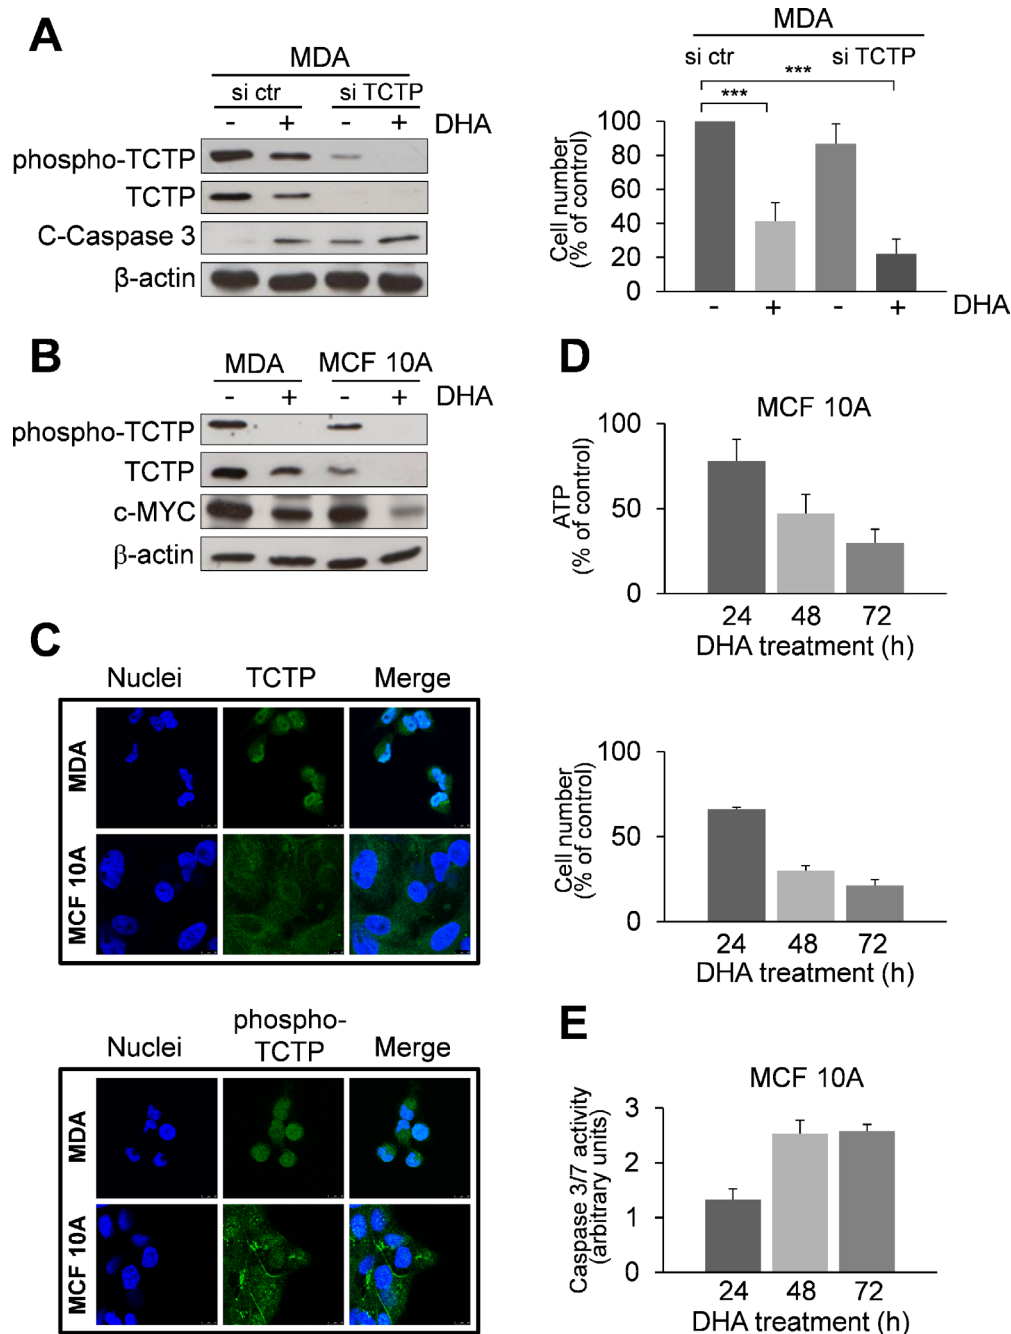 A
MDA
si ctr si TCTP
- + - + DHA
phospho-TCTP
TCTP
C-Caspase 3
β-actin
MDA
si ctr si TCTP
***
***
Cell number
(% of control)
100
80
60
40
20
0
- + - + DHA
B
MDA MCF 10A
- + - + DHA
phospho-TCTP
TCTP
c-MYC
β-actin
C
Nuclei TCTP Merge
MDA
MCF 10A
Nuclei phospho-
TCTP Merge
MDA
MCF 10A
D
MCF 10A
ATP
(% of control)
100
50
0
24 48 72
DHA treatment (h)
Cell number
(% of control)
100
50
0
24 48 72
DHA treatment (h)
E
MCF 10A
Caspase 3/7 activity
(arbitrary units)
3
2
1
0
24 48 72
DHA treatment (h)